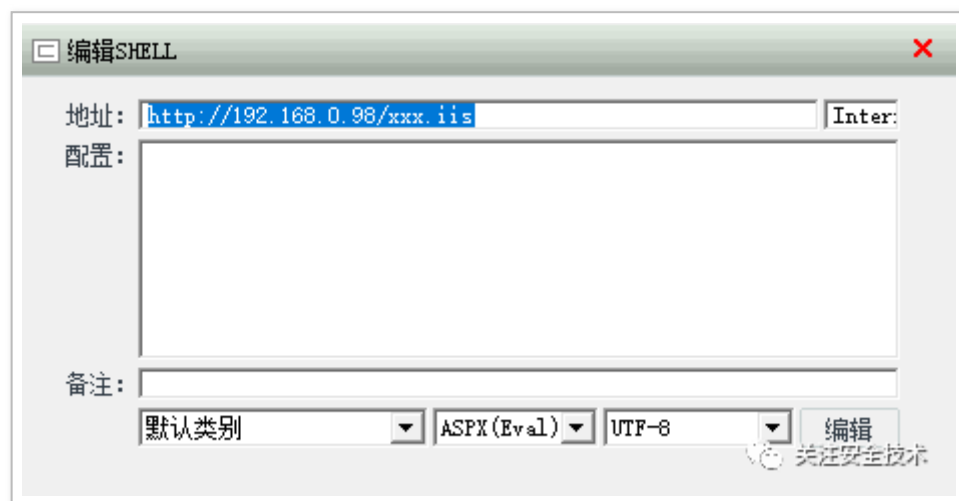 编辑SHELL
地址: http://192.168.0.98/xxx.iis Inter
配置:
备注:
默认类别 ASPX(Eval) UTF-8 编辑
关注安全技术